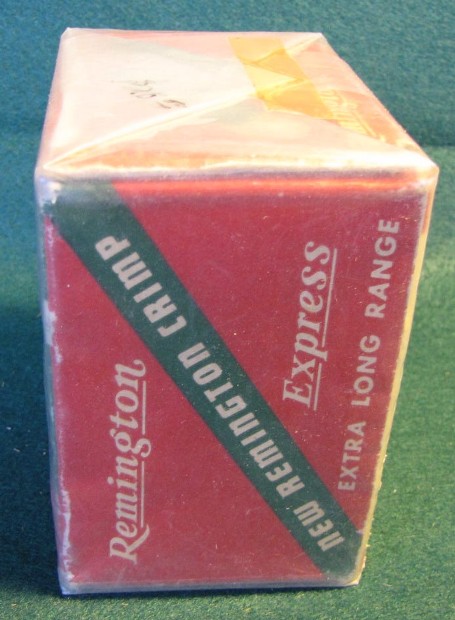 Remington
NEW REMINGTON CRIMP
Express
EXTRA LONG RANGE